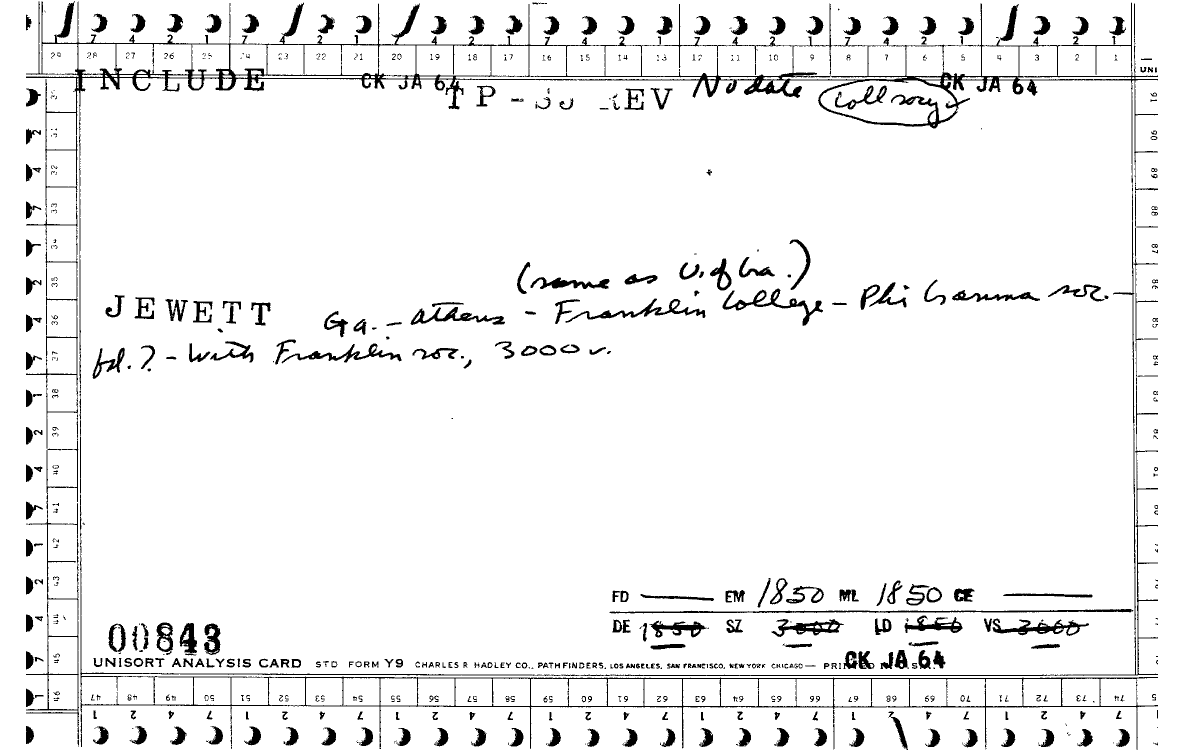 7 4 2 1 7 4 2 1 7 4 2 1 7 4 2 1 7 4 2 1 7 4 2 1 7 4 2 1
29 28 27 26 25 24 23 22 21 20 19 18 17 16 15 14 13 12 11 10 9 8 7 6 5 4 3 2 1 UNI
INCLUDE CK JA 64 TP - REV No date coll socy CK JA 64
(same as U. of Ga.)
JEWETT Ga. - Athens - Franklin College - Phi Gamma soc. -
fd. ? - With Franklin soc., 3000 v.
FD EM 1850 ML 1850 CE
DE 1850 SZ 3000 LD 1850 VS 3000
00843
UNISORT ANALYSIS CARD STD FORM Y9 CHARLES R HADLEY CO., PATHFINDERS, LOS ANGELES, SAN FRANCISCO, NEW YORK CHICAGO — CK JA 64
47 48 49 50 51 52 53 54 55 56 57 58 59 60 61 62 63 64 65 66 67 68 69 70 71 72 73 74
1 2 4 7 1 2 4 7 1 2 4 7 1 2 4 7 1 2 4 7 1 2 4 7 1 2 4 7